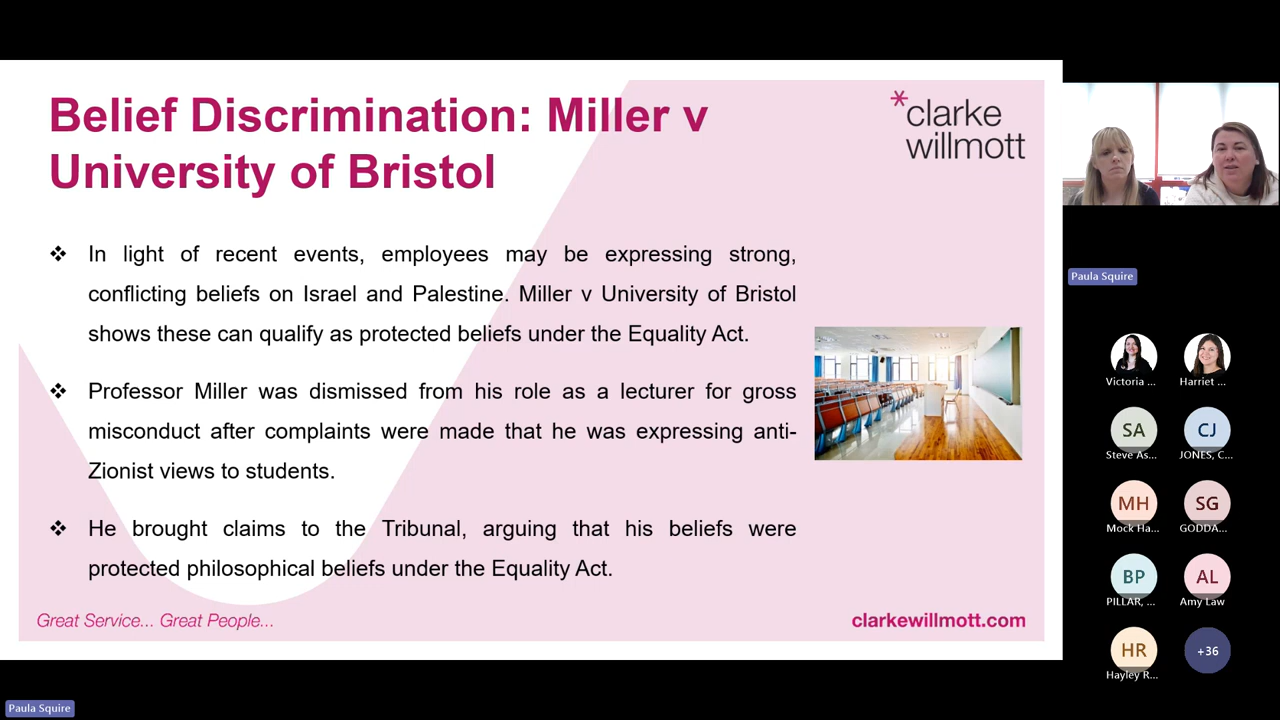 Belief Discrimination: Miller v
University of Bristol
*clarke
willmott
❖ In light of recent events, employees may be expressing strong,
conflicting beliefs on Israel and Palestine. Miller v University of Bristol
shows these can qualify as protected beliefs under the Equality Act.
❖ Professor Miller was dismissed from his role as a lecturer for gross
misconduct after complaints were made that he was expressing anti-
Zionist views to students.
❖ He brought claims to the Tribunal, arguing that his beliefs were
protected philosophical beliefs under the Equality Act.
Great Service... Great People...
clarkewillmott.com
Paula Squire
Victoria ...
Harriet ...
SA
Steve As...
CJ
JONES, C...
MH
Mock Ha...
SG
GODDA...
BP
PILLAR, ...
AL
Amy Law
HR
Hayley R...
+36
Paula Squire